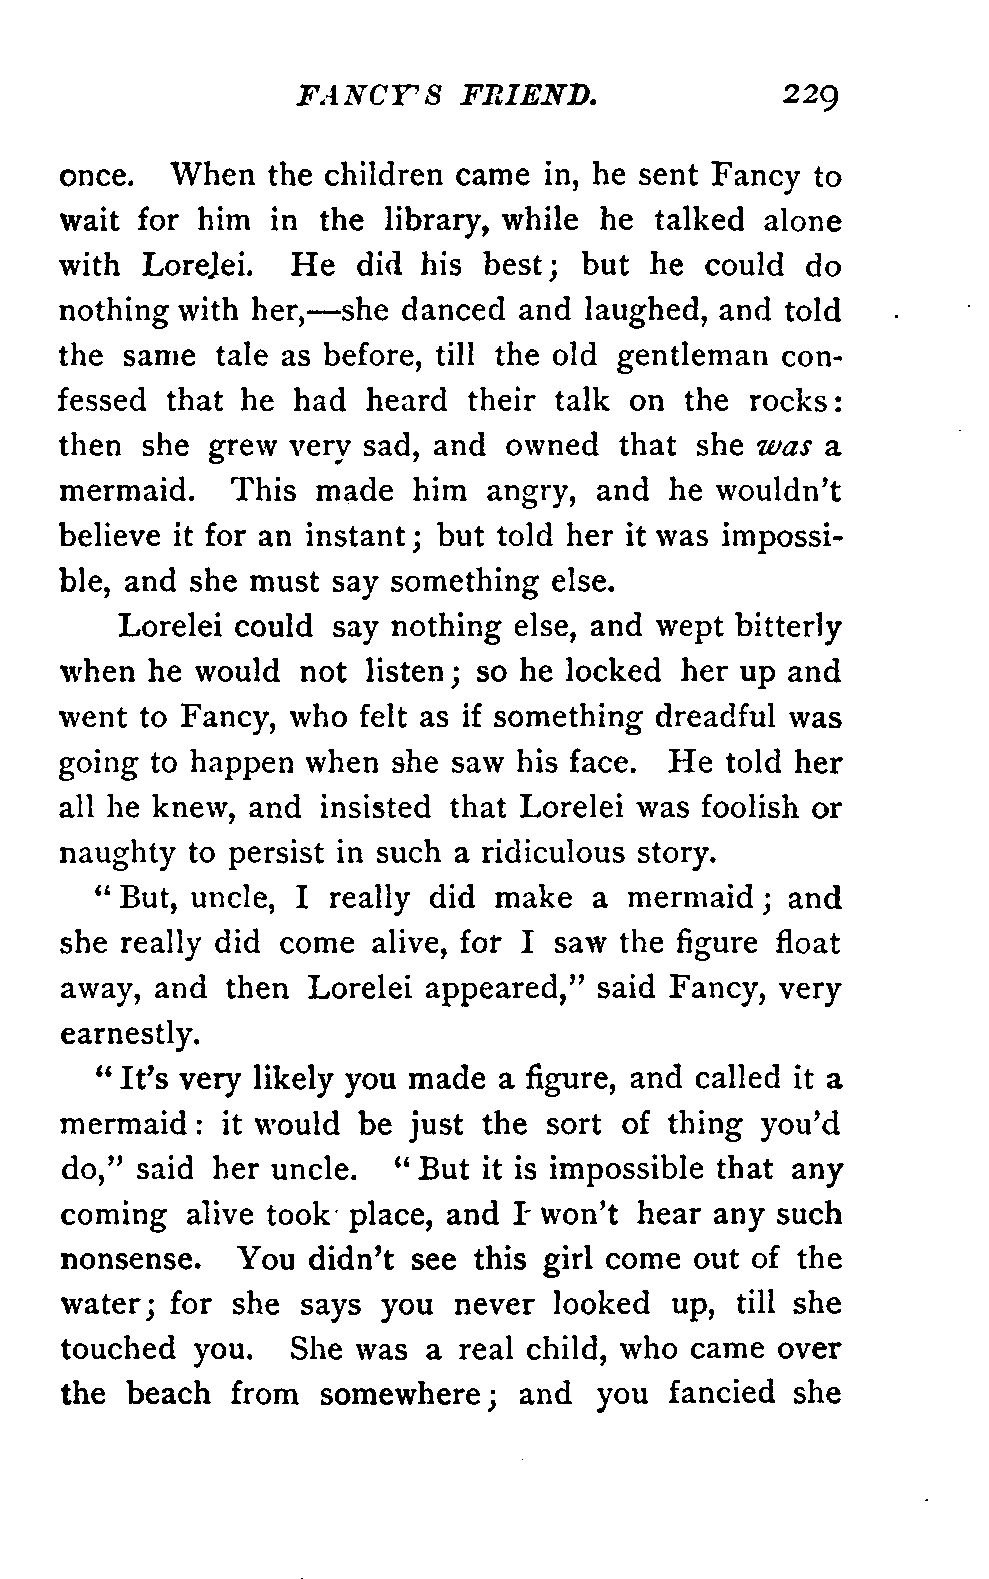 FANCY'S FRIEND. 229
once. When the children came in, he sent Fancy to
wait for him in the library, while he talked alone
with Lorelei. He did his best; but he could do
nothing with her,—she danced and laughed, and told
the same tale as before, till the old gentleman con-
fessed that he had heard their talk on the rocks:
then she grew very sad, and owned that she was a
mermaid. This made him angry, and he wouldn't
believe it for an instant; but told her it was impossi-
ble, and she must say something else.
Lorelei could say nothing else, and wept bitterly
when he would not listen; so he locked her up and
went to Fancy, who felt as if something dreadful was
going to happen when she saw his face. He told her
all he knew, and insisted that Lorelei was foolish or
naughty to persist in such a ridiculous story.
"But, uncle, I really did make a mermaid; and
she really did come alive, for I saw the figure float
away, and then Lorelei appeared," said Fancy, very
earnestly.
"It's very likely you made a figure, and called it a
mermaid: it would be just the sort of thing you'd
do," said her uncle. "But it is impossible that any
coming alive took place, and I won't hear any such
nonsense. You didn't see this girl come out of the
water; for she says you never looked up, till she
touched you. She was a real child, who came over
the beach from somewhere; and you fancied she